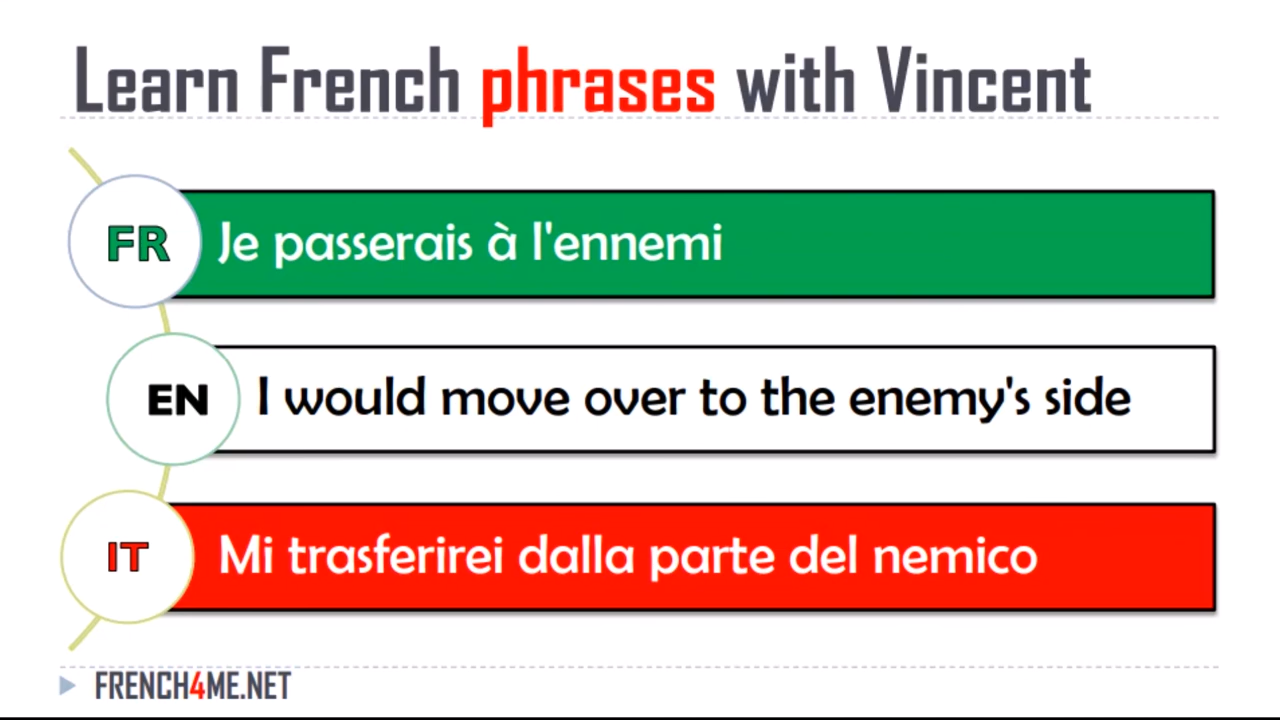 Learn French phrases with Vincent
FR
Je passerais à l'ennemi
EN
I would move over to the enemy's side
IT
Mi trasferirei dalla parte del nemico
FRENCH4ME.NET